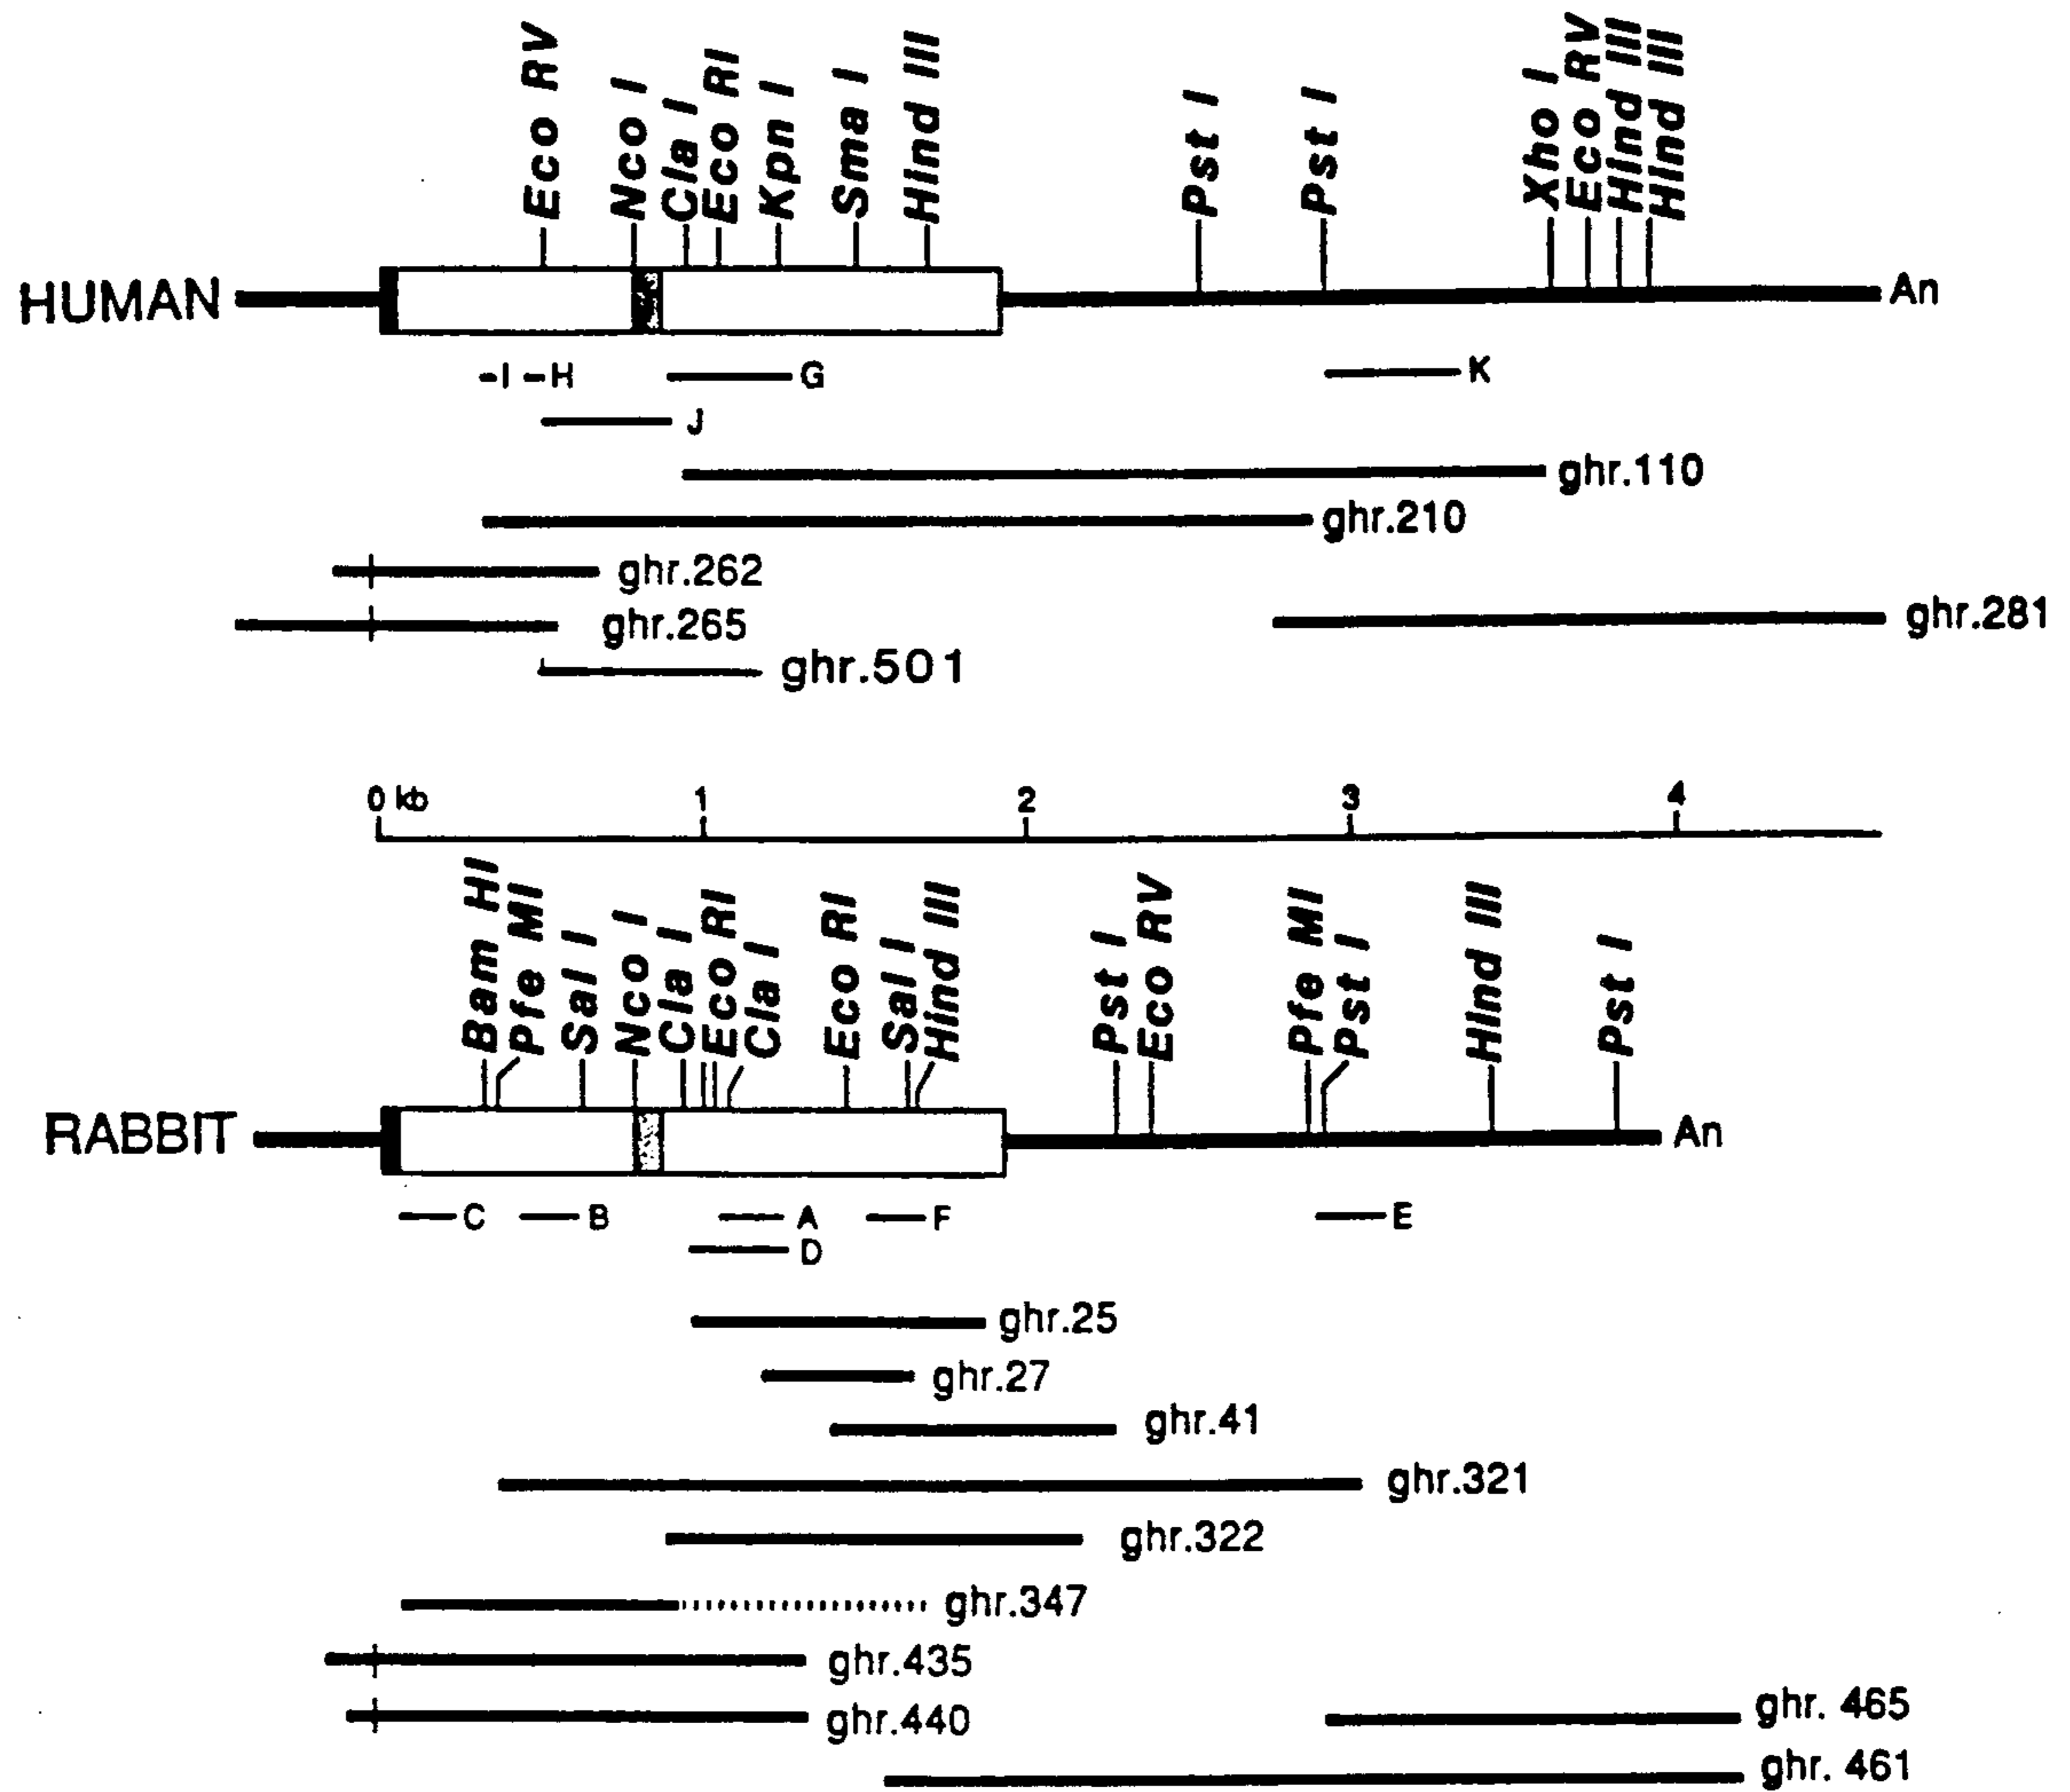 Eco RV
Nco I
Cla I
Eco RI
Kpn I
Sma I
HInd III
Pst I
Pst I
Xho I
Eco RV
HInd III
HInd III
HUMAN
An
I
H
G
K
J
ghr.110
ghr.210
ghr.262
ghr.265
ghr.281
ghr.501
0 kb
1
2
3
4
Bam HI
Pfe MI
Sal I
Nco I
Cla I
Eco RI
Cla I
Eco RI
Sal I
Hind III
Pst I
Eco RV
Pfe MI
Pst I
HInd III
Pst I
RABBIT
An
C
B
A
F
E
D
ghr.25
ghr.27
ghr.41
ghr.321
ghr.322
ghr.347
ghr.435
ghr.440
ghr. 465
ghr. 461